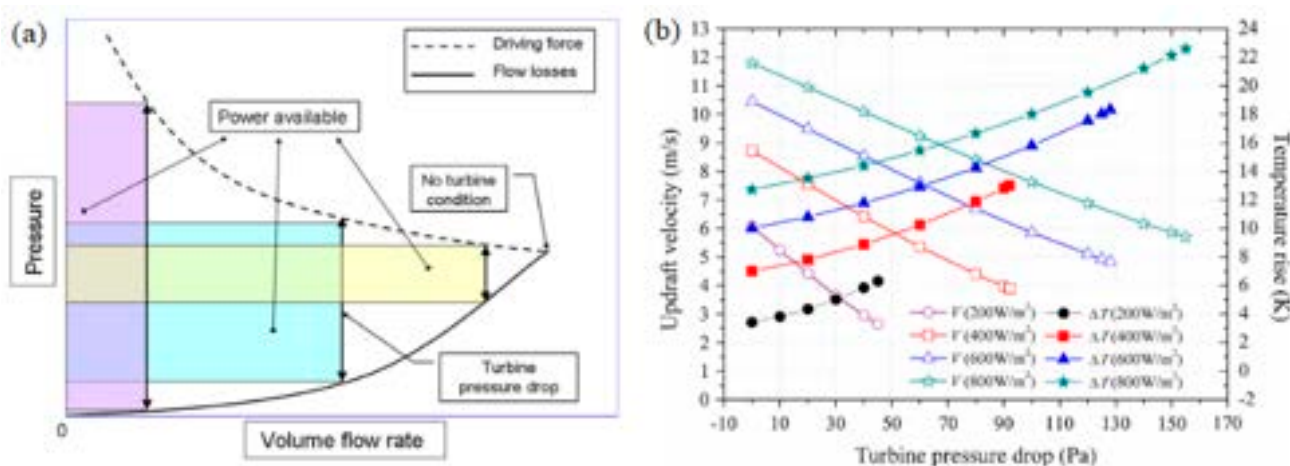 (a)
Driving force
Flow losses
Power available
No turbine
condition
Pressure
Turbine
pressure drop
0
Volume flow rate
(b)
13
12
11
10
9
8
7
6
5
4
3
2
1
0
Updraft velocity (m/s)
24
22
20
18
16
14
12
10
8
6
4
2
0
-2
Temperature rise (K)
V (200W/m²) ΔT (200W/m²)
V (400W/m²) ΔT (400W/m²)
V (600W/m²) ΔT (600W/m²)
V (800W/m²) ΔT (800W/m²)
-10 10 30 50 70 90 110 130 150 170
Turbine pressure drop (Pa)